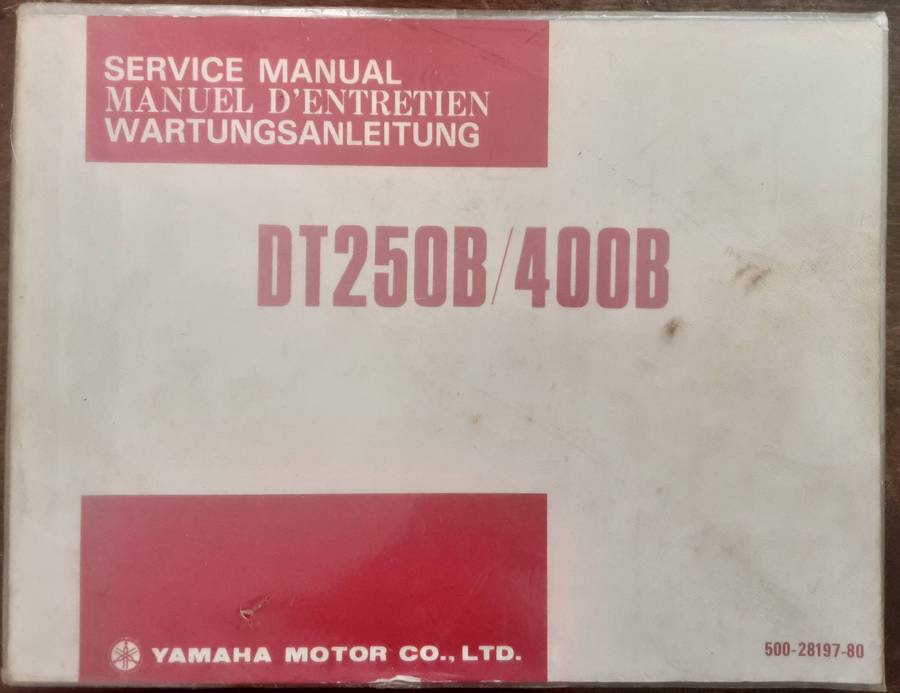 SERVICE MANUAL
MANUEL D'ENTRETIEN
WARTUNGSANLEITUNG
DT250B/400B
YAMAHA MOTOR CO., LTD.
500-28197-80